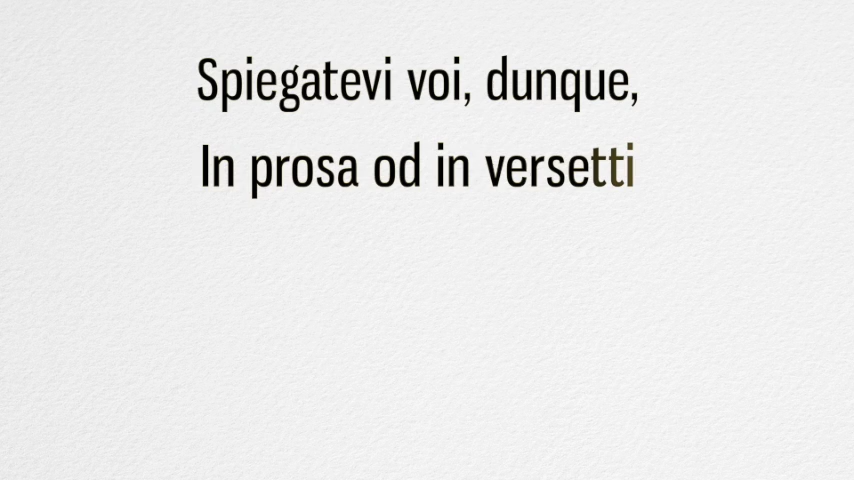 Spiegatevi voi, dunque,
In prosa od in versetti